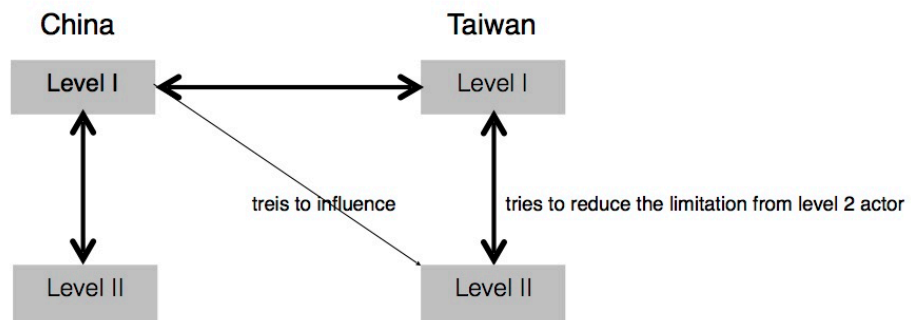 China
Taiwan
Level I
Level I
treis to influence
tries to reduce the limitation from level 2 actor
Level II
Level II